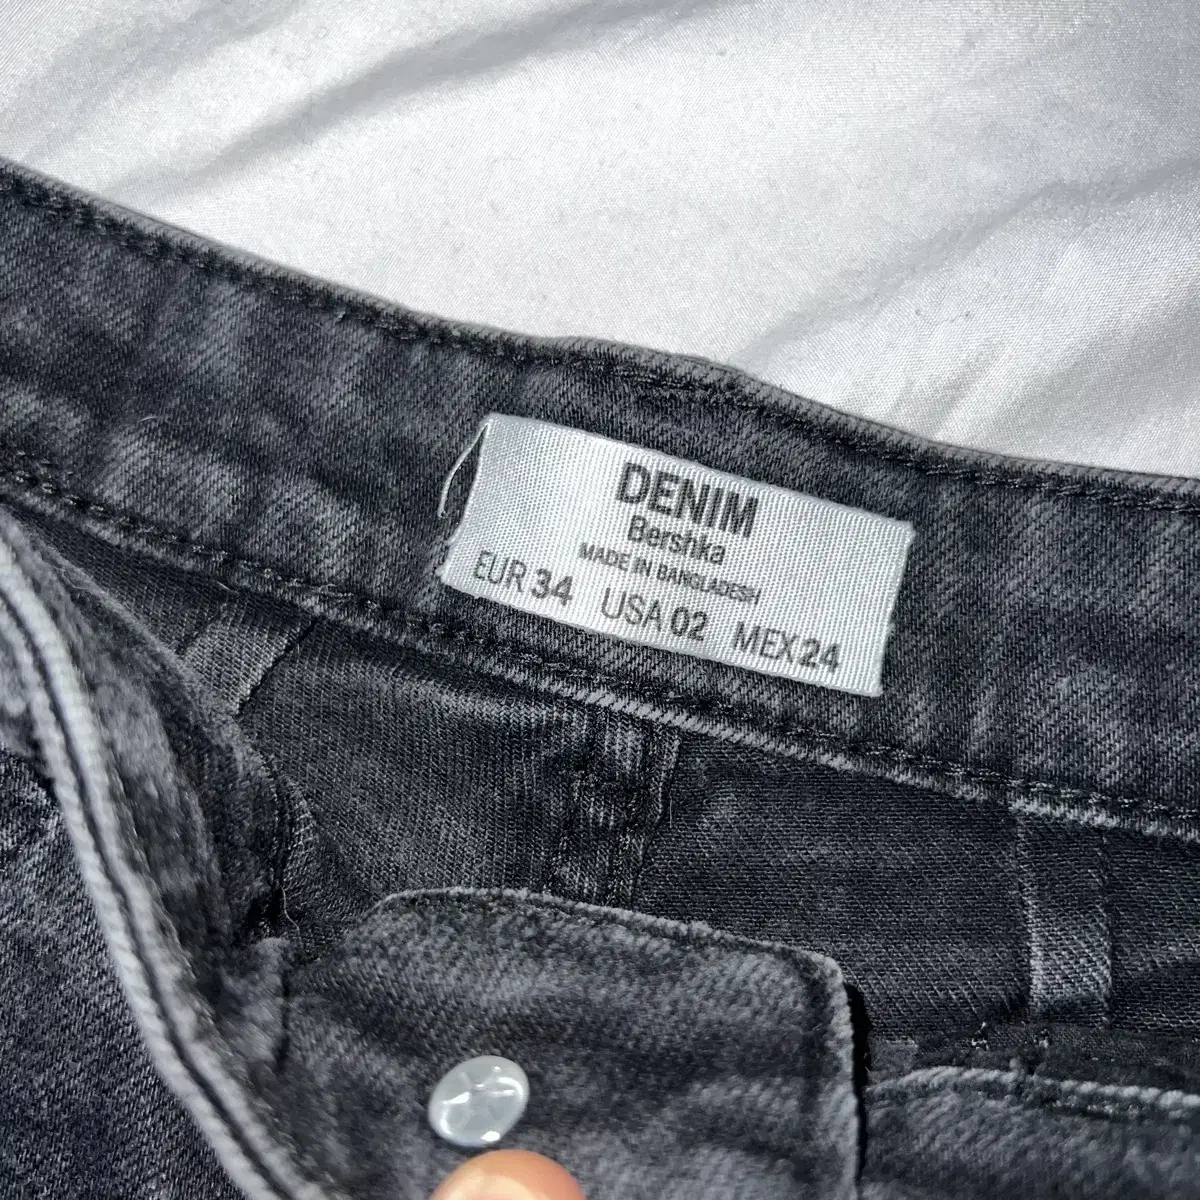 DENIM
Bershka
MADE IN BANGLADESH
EUR 34 USA 02 MEX 24